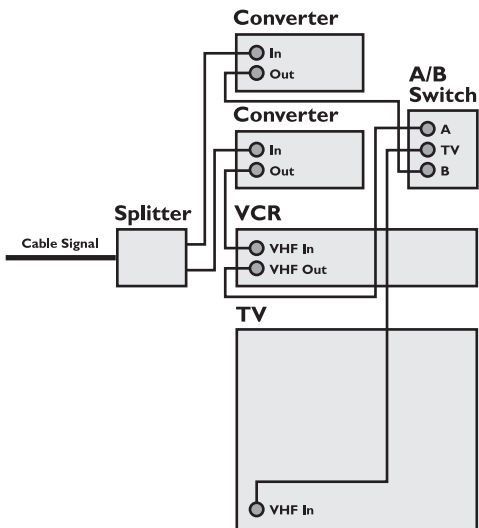 Converter
In
Out
A/B
Switch
A
TV
B
Converter
In
Out
Splitter
Cable Signal
VCR
VHF In
VHF Out
TV
VHF In